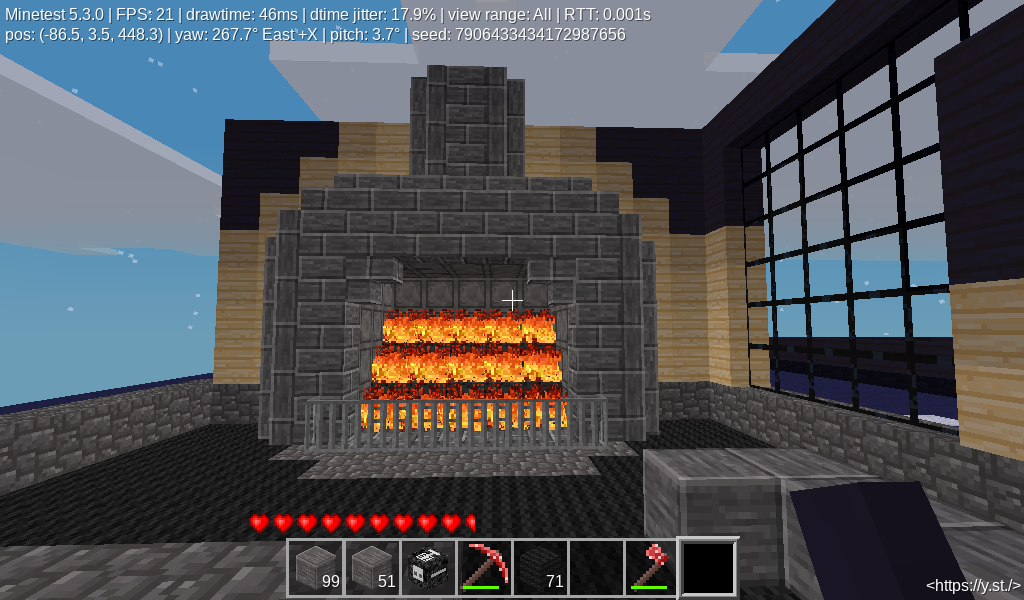 Minetest 5.3.0 | FPS: 21 | drawtime: 46ms | dtime jitter: 17.9% | view range: All | RTT: 0.001s
pos: (-86.5, 3.5, 448.3) | yaw: 267.7° East +X | pitch: 3.7° | seed: 7906433434172987656
99
51
71
<https://y.st./>